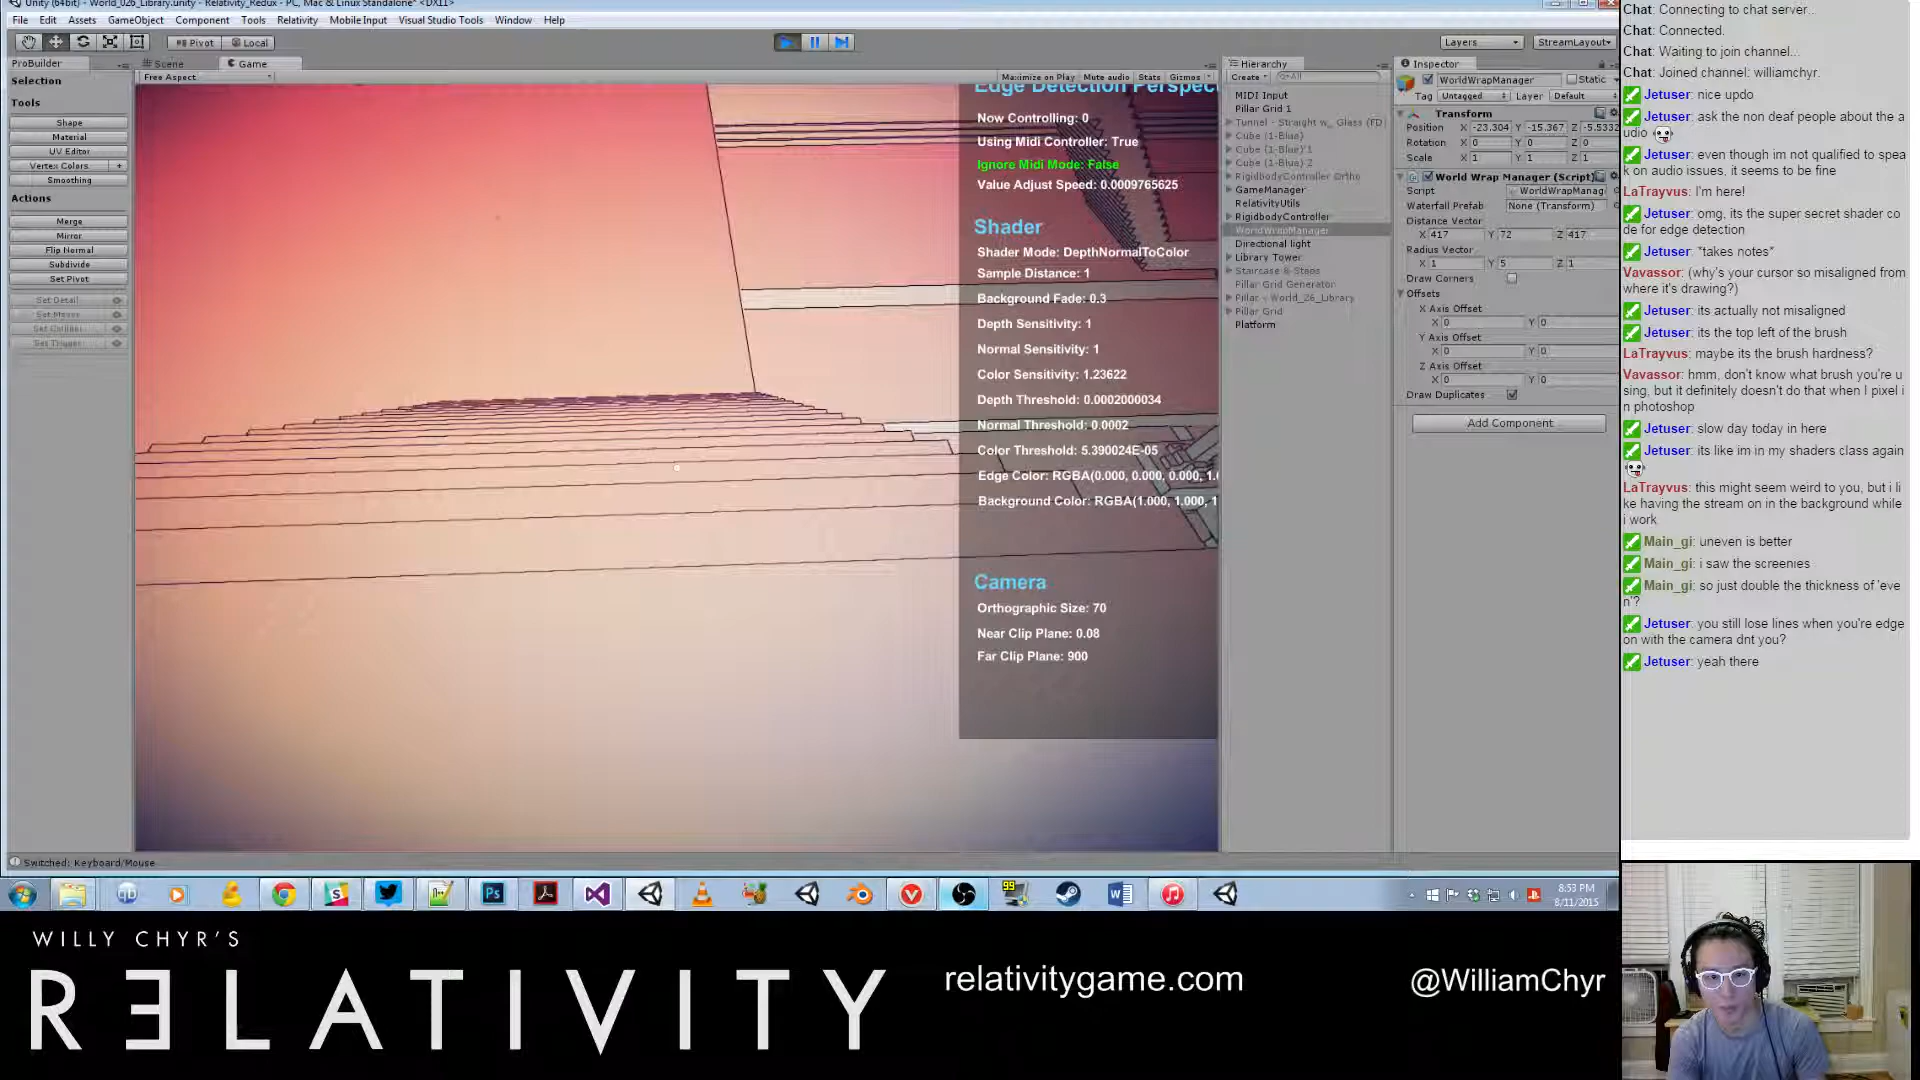 Unity (64bit) - World_026_Library.unity - Relativity_Redux - PC, Mac & Linux Standalone* <DX11>
File Edit Assets GameObject Component Tools Relativity Mobile Input Visual Studio Tools Window Help
Pivot Local
Layers StreamLayout
ProBuilder
Selection
Tools
Shape
Material
UV Editor
Vertex Colors +
Smoothing
Actions
Merge
Mirror
Flip Normal
Subdivide
Set Pivot
Set Detail
Set Mover
Set Collider
Set Trigger
Scene Game
Free Aspect
Maximize on Play Mute audio Stats Gizmos
Edge Detection Perspect
Now Controlling: 0
Using Midi Controller: True
Ignore Midi Mode: False
Value Adjust Speed: 0.0009765625
Shader
Shader Mode: DepthNormalToColor
Sample Distance: 1
Background Fade: 0.3
Depth Sensitivity: 1
Normal Sensitivity: 1
Color Sensitivity: 1.23622
Depth Threshold: 0.0002000034
Normal Threshold: 0.0002
Color Threshold: 5.390024E-05
Edge Color: RGBA(0.000, 0.000, 0.000, 1.0
Background Color: RGBA(1.000, 1.000, 1
Camera
Orthographic Size: 70
Near Clip Plane: 0.08
Far Clip Plane: 900
Hierarchy
Create All
MIDI Input
Pillar Grid 1
Tunnel - Straight w_ Glass (FD)
Cube (1-Blue)
Cube (1-Blue) 1
Cube (1-Blue) 2
RigidbodyController Ortho
GameManager
RelativityUtils
RigidbodyController
WorldWrapManager
Directional light
Library Tower
Staircase & Steps
Pillar Grid Generator
Pillar - World_26_Library
Pillar Grid
Platform
Inspector
WorldWrapManager Static
Tag Untagged Layer Default
Transform
Position X -23.304 Y -15.367 Z -5.5332
Rotation X 0 Y 0 Z 0
Scale X 1 Y 1 Z 1
World Wrap Manager (Script)
Script WorldWrapManag
Waterfall Prefab None (Transform)
Distance Vector
X 417 Y 72 Z 417
Radius Vector
X 1 Y 5 Z 1
Draw Corners
Offsets
X Axis Offset
X 0 Y 0
Y Axis Offset
X 0 Y 0
Z Axis Offset
X 0 Y 0
Draw Duplicates
Add Component
Switched: Keyboard/Mouse
Ps
99
8:53 PM
8/11/2015
Chat: Connecting to chat server...
Chat: Connected.
Chat: Waiting to join channel...
Chat: Joined channel: williamchyr.
Jetuser: nice updo
Jetuser: ask the non deaf people about the a
udio
Jetuser: even though im not qualified to spea
k on audio issues, it seems to be fine
LaTrayvus: I'm here!
Jetuser: omg, its the super secret shader co
de for edge detection
Jetuser: *takes notes*
Vavassor: (why's your cursor so misaligned from
where it's drawing?)
Jetuser: its actually not misaligned
Jetuser: its the top left of the brush
LaTrayvus: maybe its the brush hardness?
Vavassor: hmm, don't know what brush you're u
sing, but it definitely doesn't do that when I pixel i
n photoshop
Jetuser: slow day today in here
Jetuser: its like im in my shaders class again
LaTrayvus: this might seem weird to you, but i li
ke having the stream on in the background while
i work
Main_gi: uneven is better
Main_gi: i saw the screenies
Main_gi: so just double the thickness of 'eve
n'?
Jetuser: you still lose lines when you're edge
on with the camera dnt you?
Jetuser: yeah there
WILLY CHYR'S
RELATIVITY
relativitygame.com
@WilliamChyr